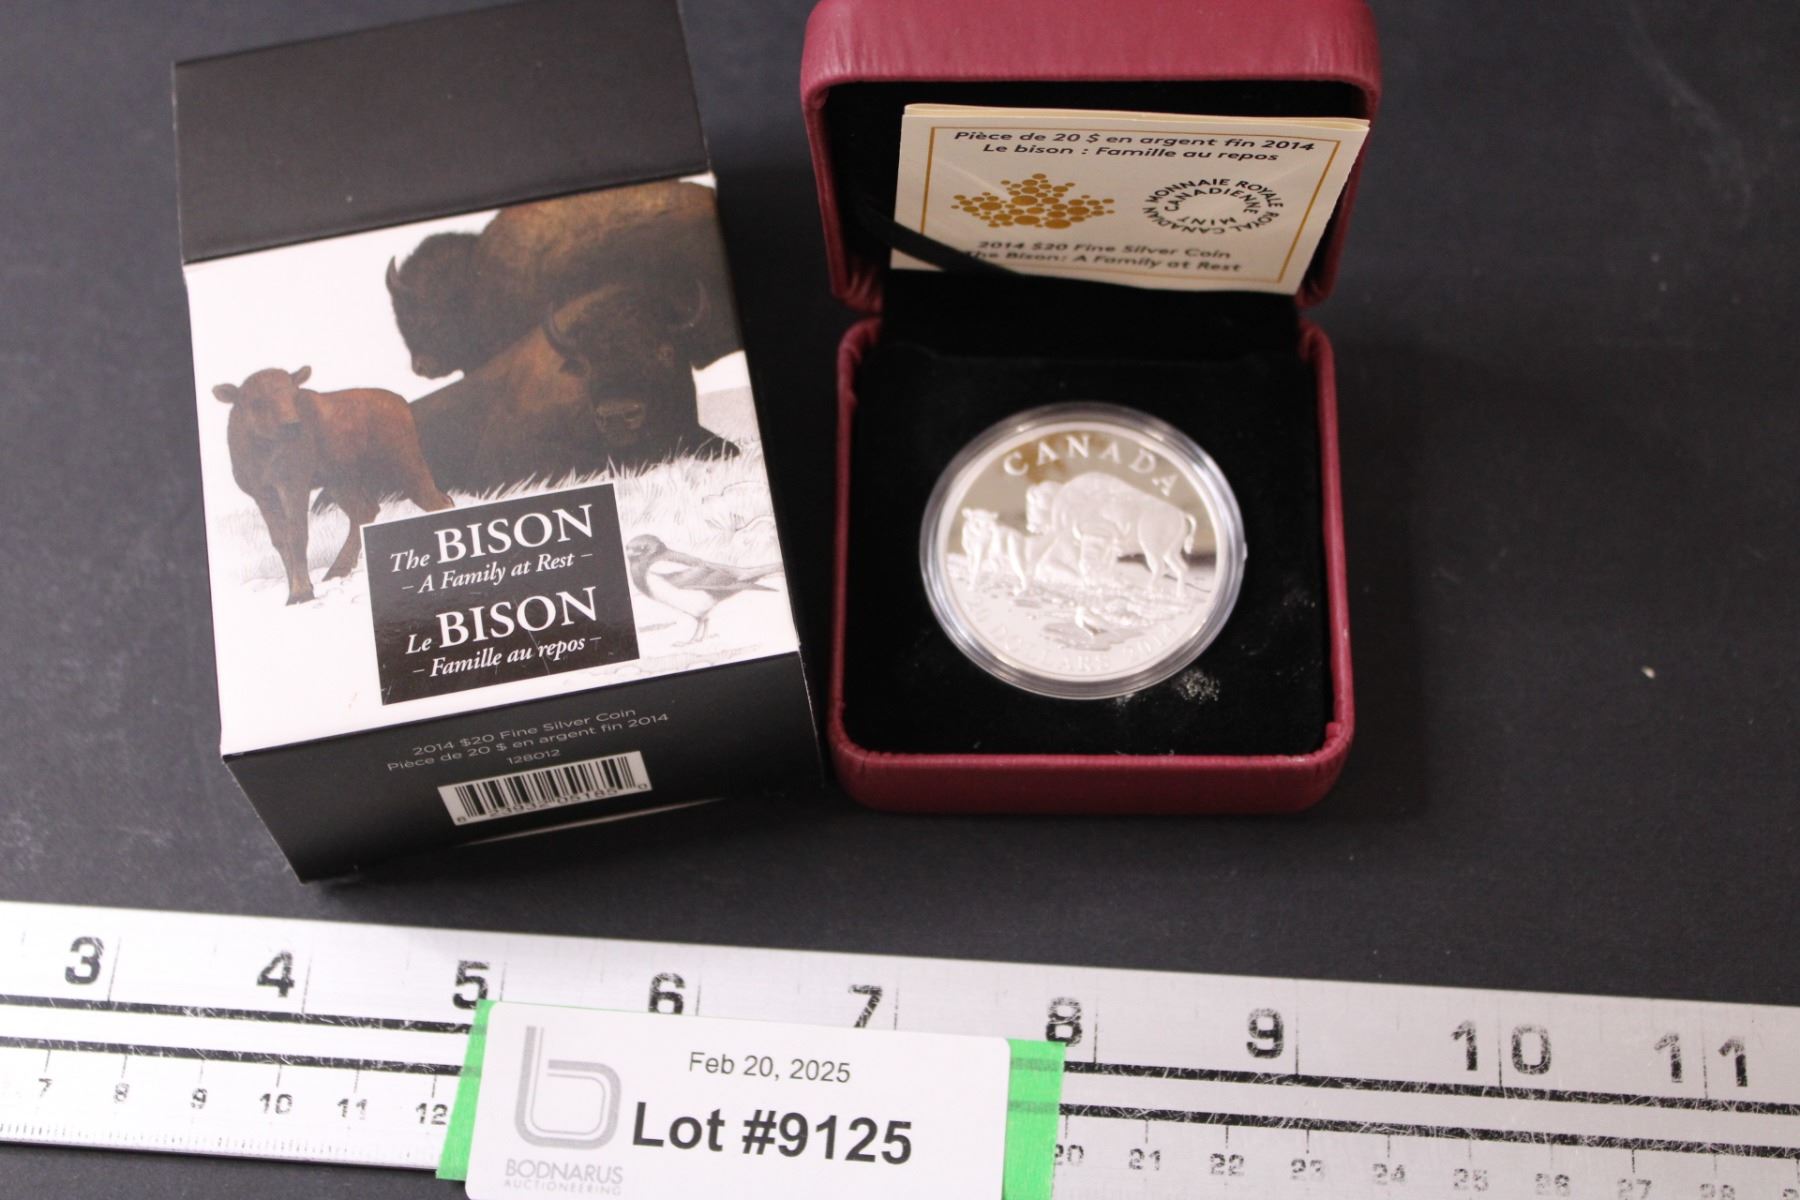 The BISON
– A Family at Rest –
Le BISON
– Famille au repos –
2014 $20 Fine Silver Coin
Pièce de 20 $ en argent fin 2014
128012
Pièce de 20 $ en argent fin 2014
Le bison : Famille au repos
MONNAIE ROYALE CANADIENNE
ROYAL CANADIAN MINT
2014 $20 Fine Silver Coin
The Bison: A Family at Rest
CANADA
3 4 5 6 7 8 9 10 11
7 8 9 10 11 12 20 21 22 23 24 25 26 27 28
Feb 20, 2025
Lot #9125
BODNARUS
AUCTIONEERING